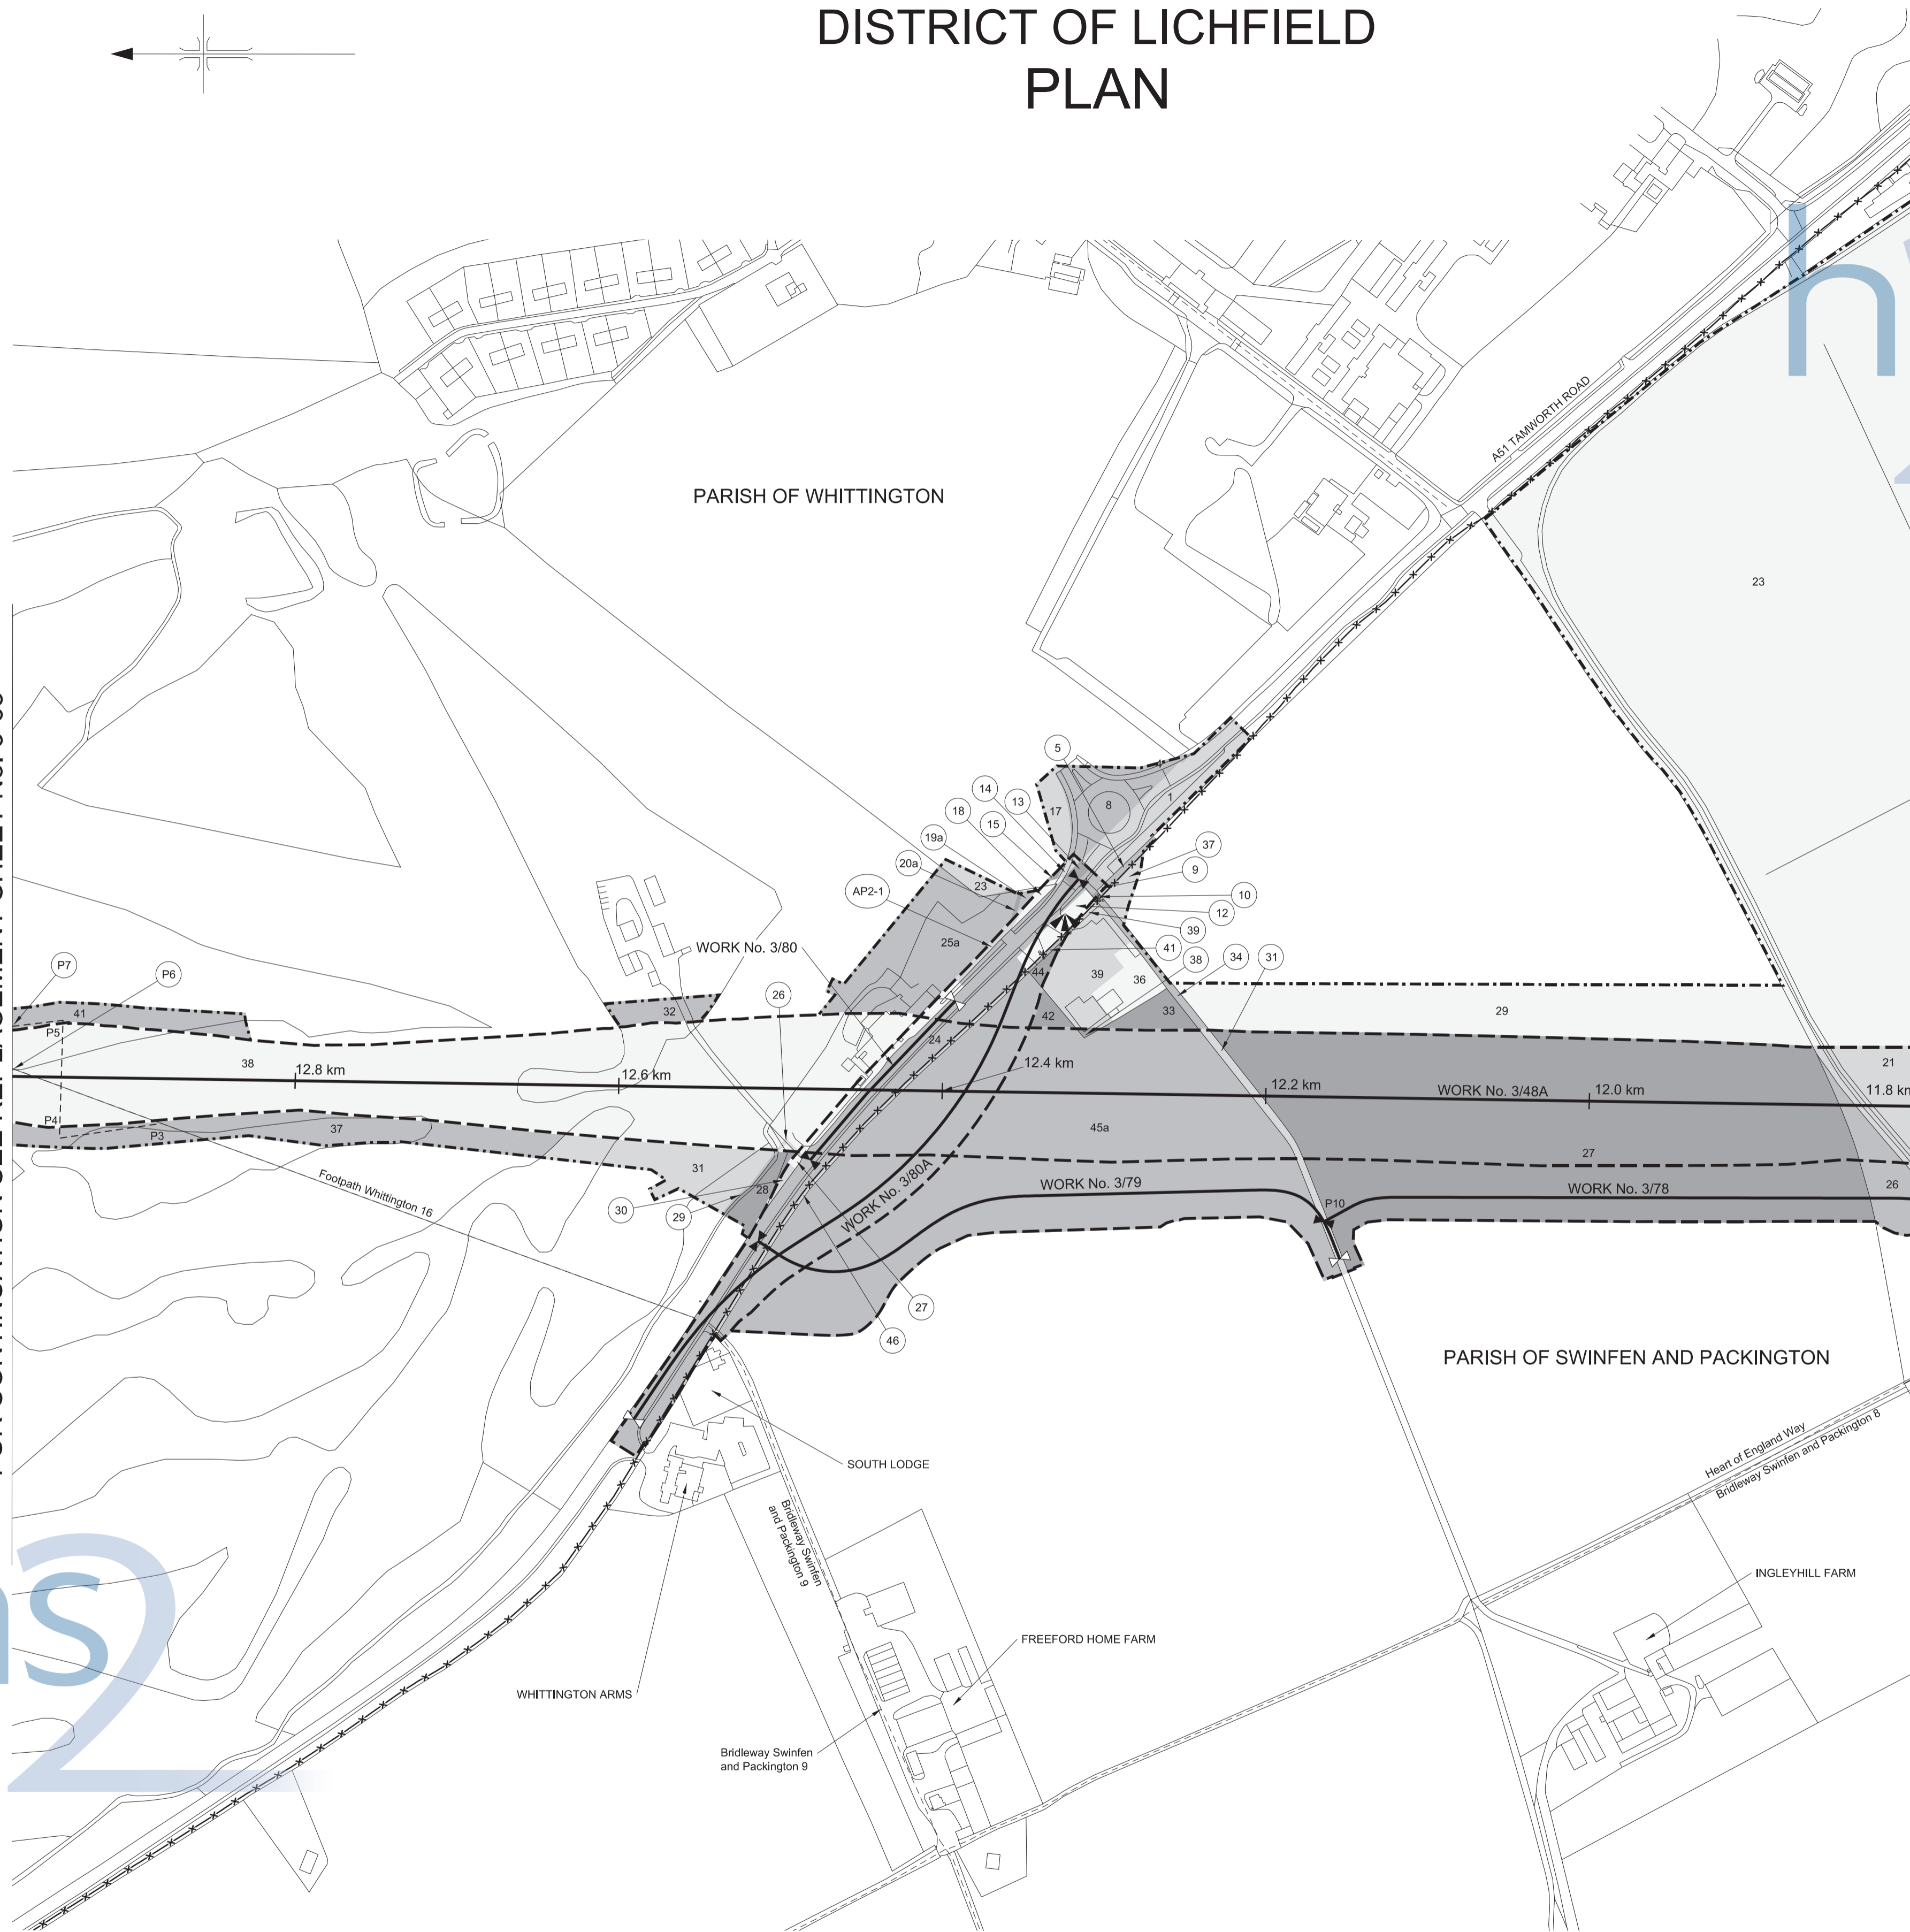 DISTRICT OF LICHFIELD
PLAN
A51 TAMWORTH ROAD
PARISH OF WHITTINGTON
23
5
14
13
17
8
4
1
18
15
37
19a
9
20a
23
10
AP2-1
12
39
25a
41
WORK No. 3/80
38
34
31
P7
P6
44
39
36
26
41
32
42
33
29
P5
24
38
12.8 km
12.6 km
12.4 km
21
12.2 km
WORK No. 3/48A
12.0 km
11.8 km
P4
P3
37
45a
27
31
28
30
29
WORK No. 3/80A
WORK No. 3/79
WORK No. 3/78
26
P10
Footpath Whittington 16
27
46
PARISH OF SWINFEN AND PACKINGTON
SOUTH LODGE
Heart of England Way
Bridleway Swinfen and Packington 8
Bridleway Swinfen
and Packington 9
INGLEYHILL FARM
FREEFORD HOME FARM
WHITTINGTON ARMS
Bridleway Swinfen
and Packington 9
hs2